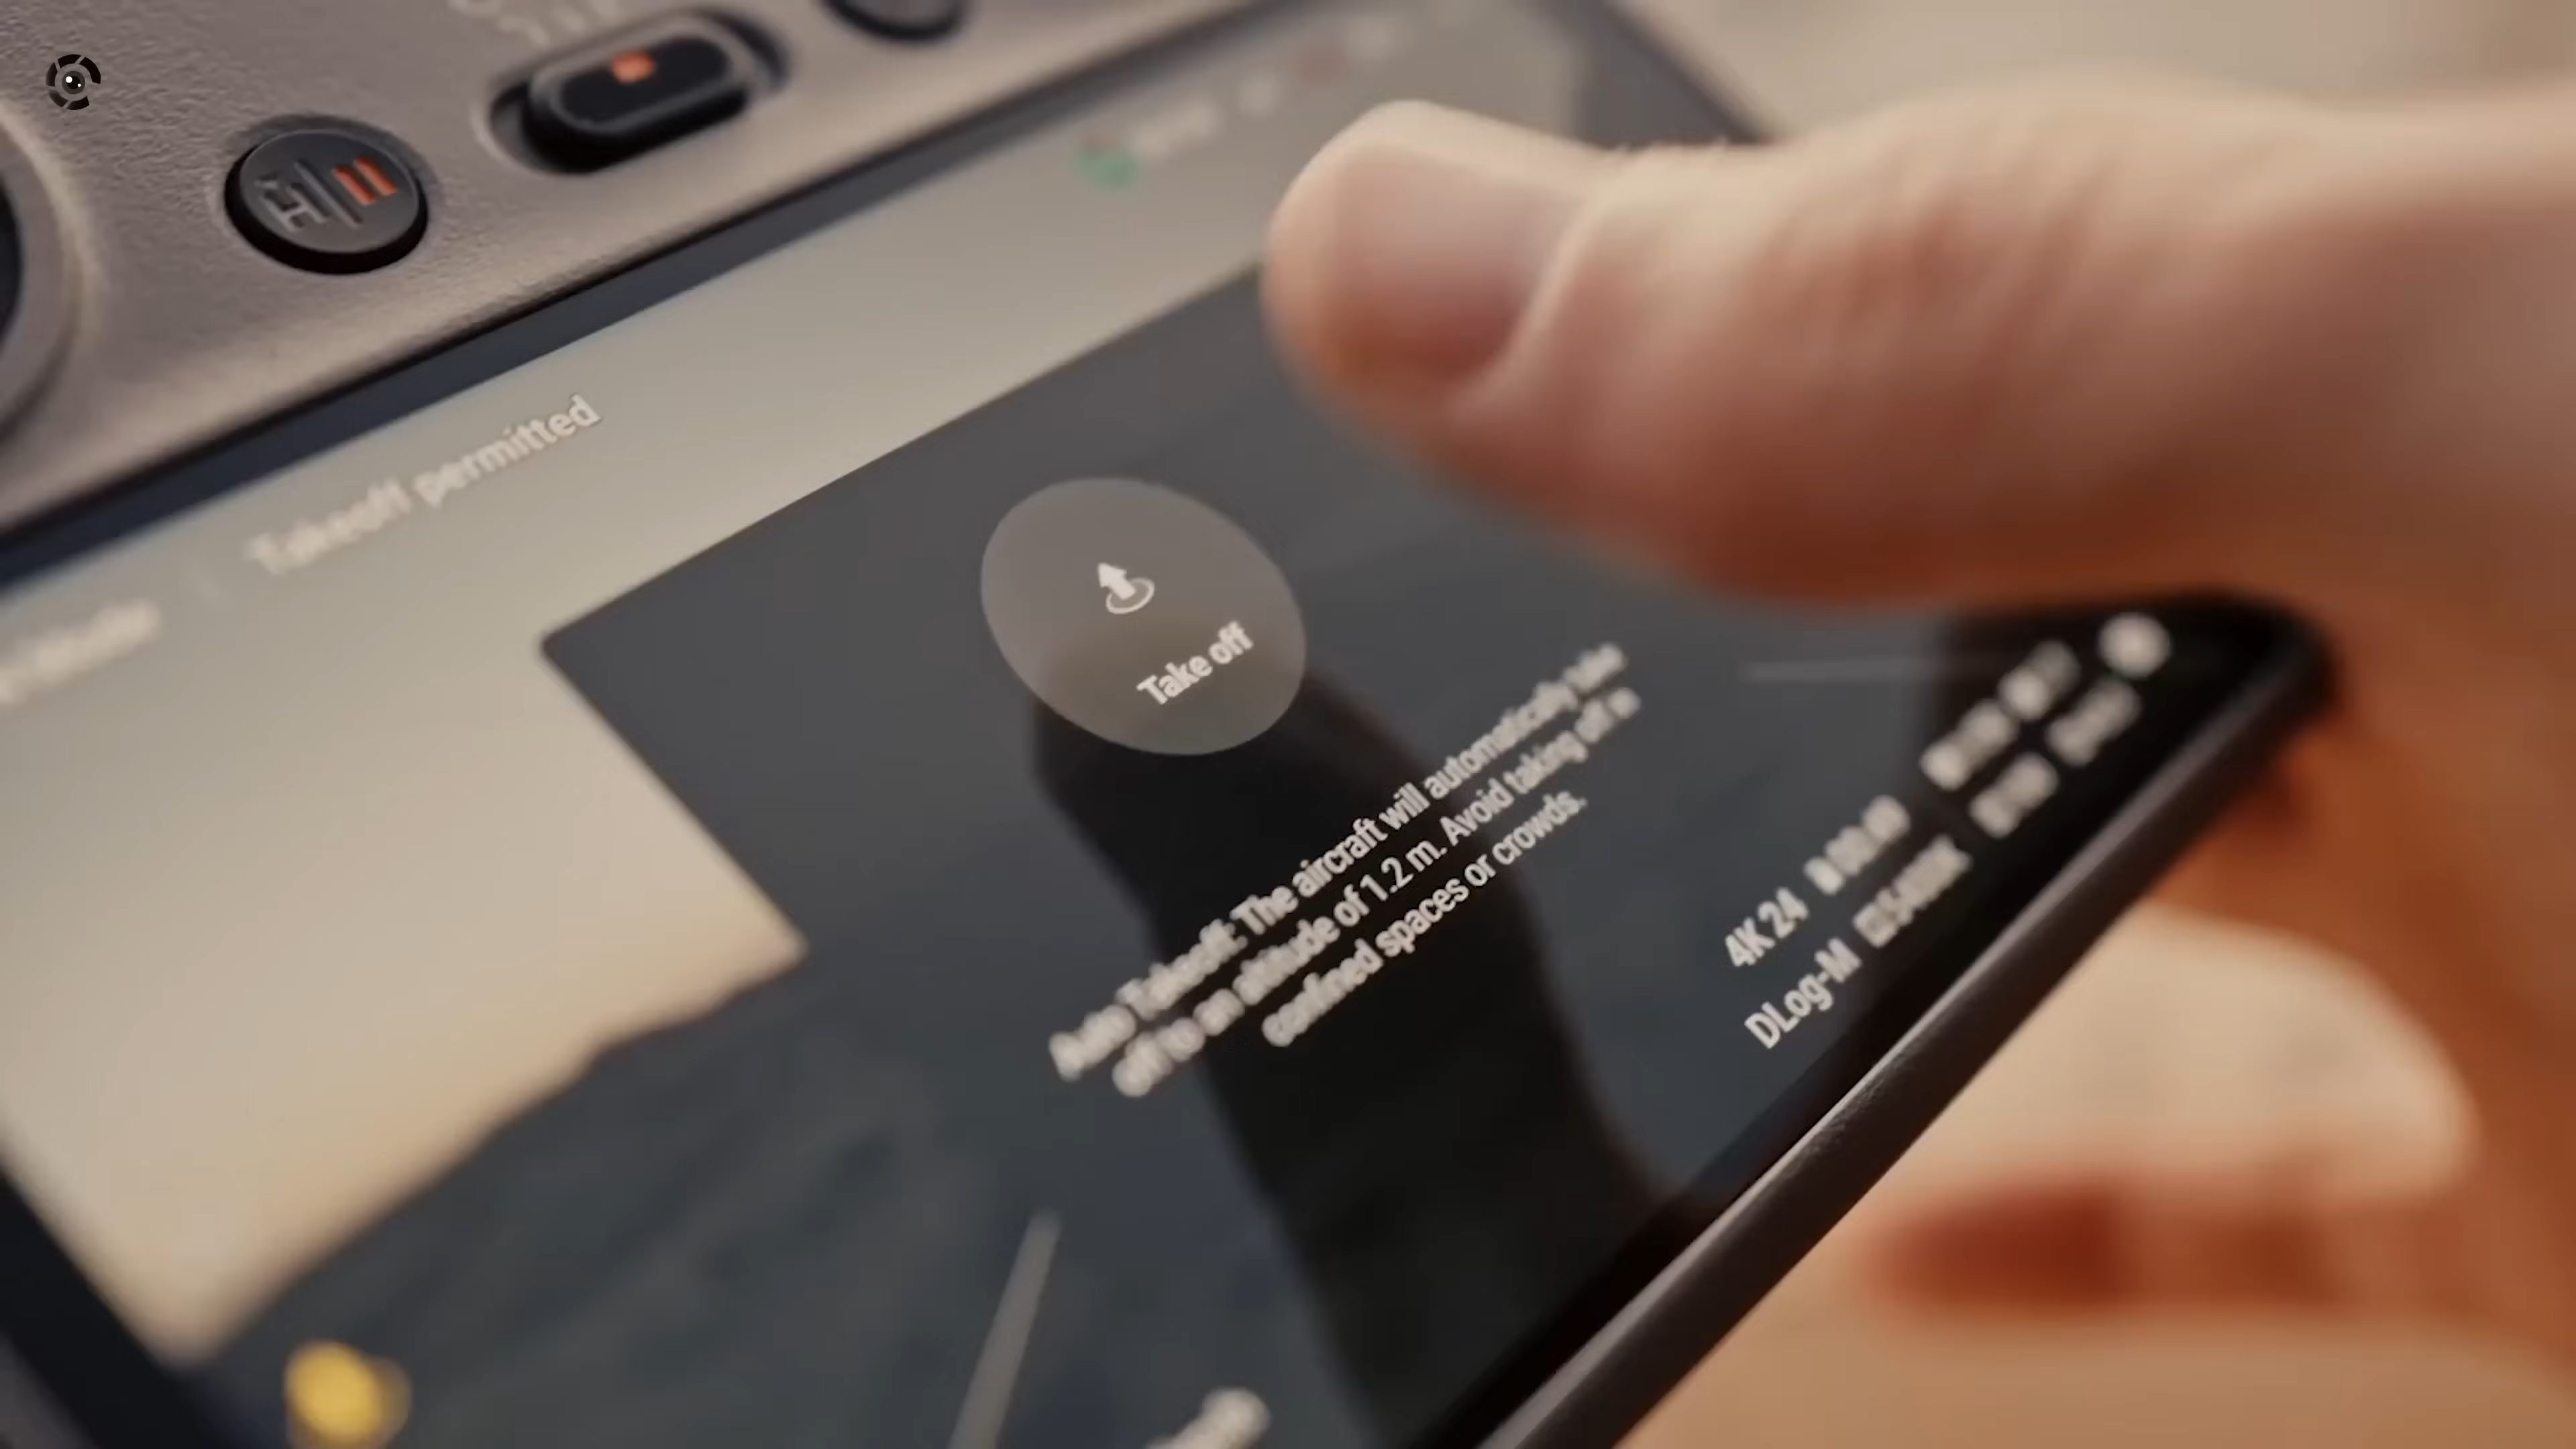 Takeoff permitted
Take off
Auto Takeoff: The aircraft will automatically take
off to an altitude of 1.2 m. Avoid taking off in
confined spaces or crowds.
4K 24
DLog-M 5400K